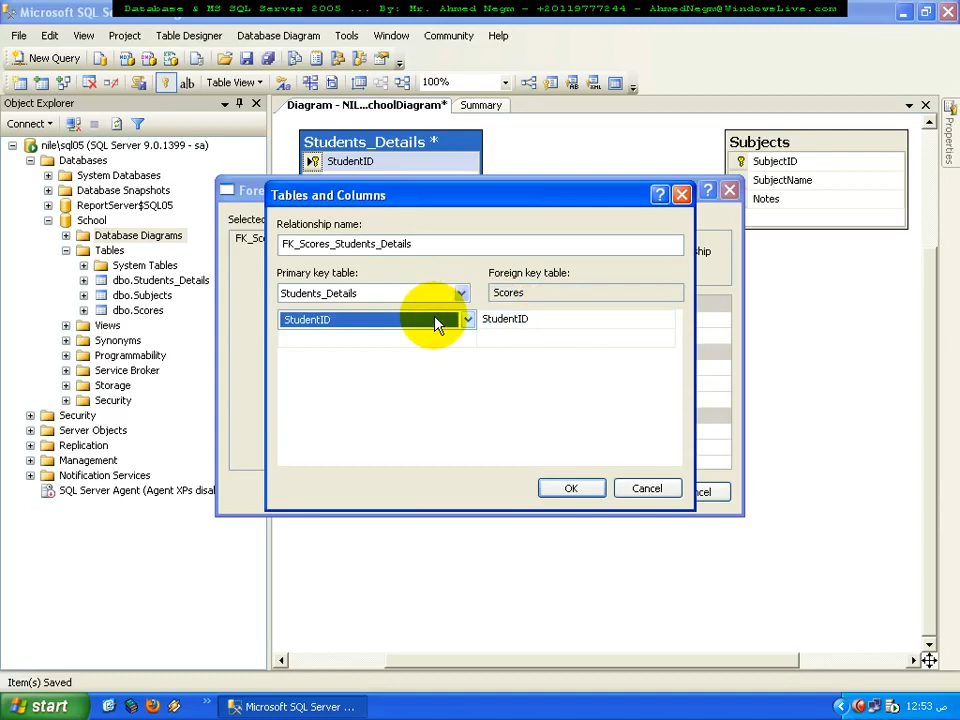 Database & MS SQL Server 2005 ... By: Mr. Ahmed Negm - +20119777244 - AhmedNegm@WindowsLive.com
Microsoft SQL
File Edit View Project Table Designer Database Diagram Tools Window Community Help
New Query
Table View 100%
Object Explorer
Connect
nile\sql05 (SQL Server 9.0.1399 - sa)
Databases
System Databases
Database Snapshots
ReportServer$SQL05
School
Database Diagrams
Tables
System Tables
dbo.Students_Details
dbo.Subjects
dbo.Scores
Views
Synonyms
Programmability
Service Broker
Storage
Security
Security
Server Objects
Replication
Management
Notification Services
SQL Server Agent (Agent XPs disal
Diagram - NIL...choolDiagram* Summary
Students_Details *
StudentID
Subjects
SubjectID
SubjectName
Notes
Properties
Fore
Selected
FK_Sco
hip
ncel
Tables and Columns
Relationship name:
FK_Scores_Students_Details
Primary key table: Foreign key table:
Students_Details Scores
StudentID StudentID
OK Cancel
Item(s) Saved
start Microsoft SQL Server ... 12:53 ص